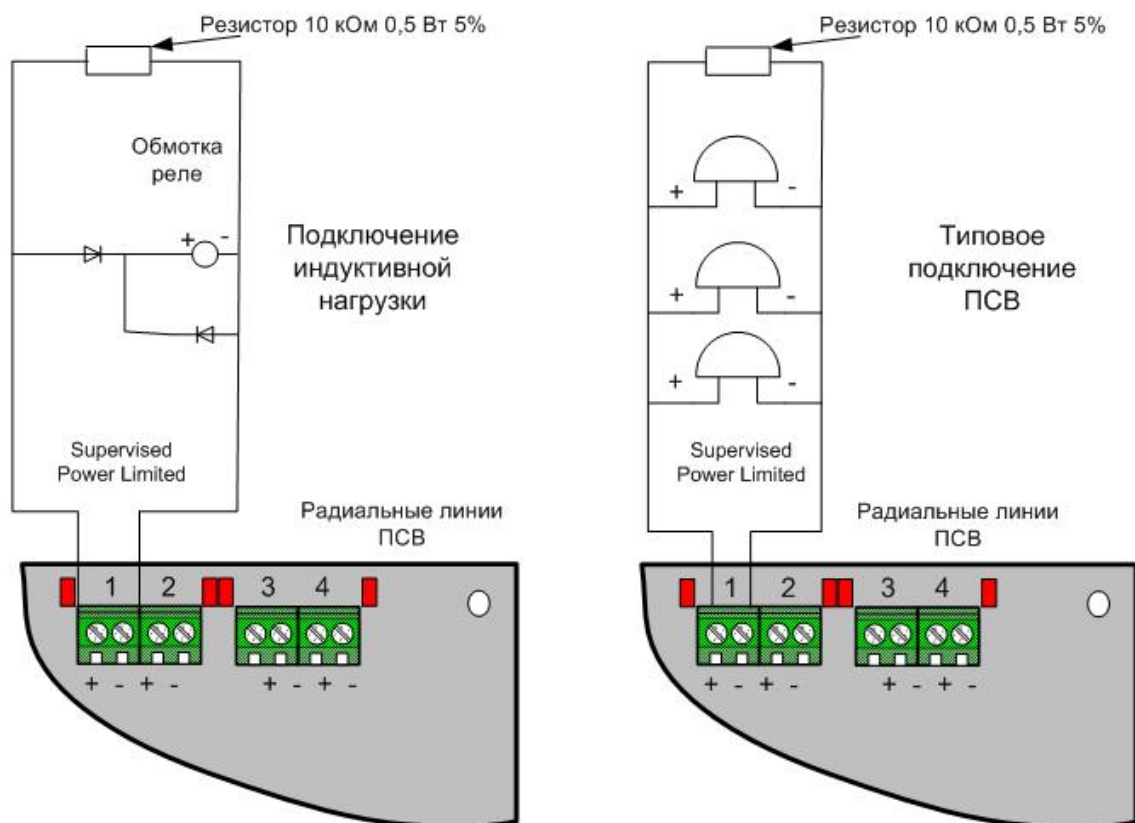 Резистор 10 кОм 0,5 Вт 5%
Обмотка
реле
+ -
Подключение
индуктивной
нагрузки
Supervised
Power Limited
Радиальные линии
ПСВ
1 2 3 4
+ - + - + - + -
Резистор 10 кОм 0,5 Вт 5%
+ -
+ -
+ -
Типовое
подключение
ПСВ
Supervised
Power Limited
Радиальные линии
ПСВ
1 2 3 4
+ - + - + - + -